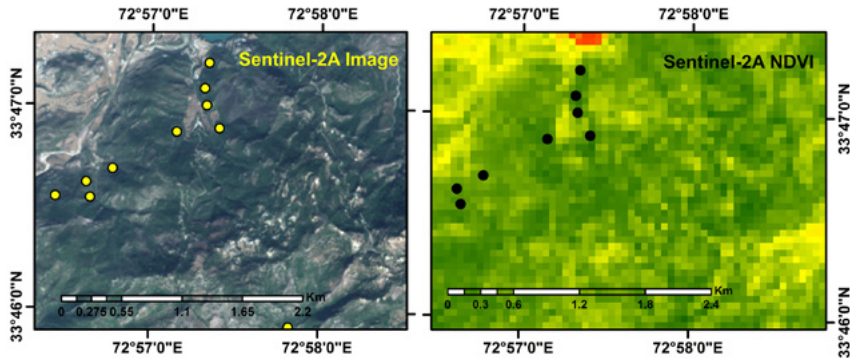 72°57'0"E 72°58'0"E
72°57'0"E 72°58'0"E
Sentinel-2A Image
Sentinel-2A NDVI
33°47'0"N
33°47'0"N
33°46'0"N
33°46'0"N
Km
0 0.275 0.55 1.1 1.65 2.2
Km
0 0.3 0.6 1.2 1.8 2.4
72°57'0"E 72°58'0"E
72°57'0"E 72°58'0"E